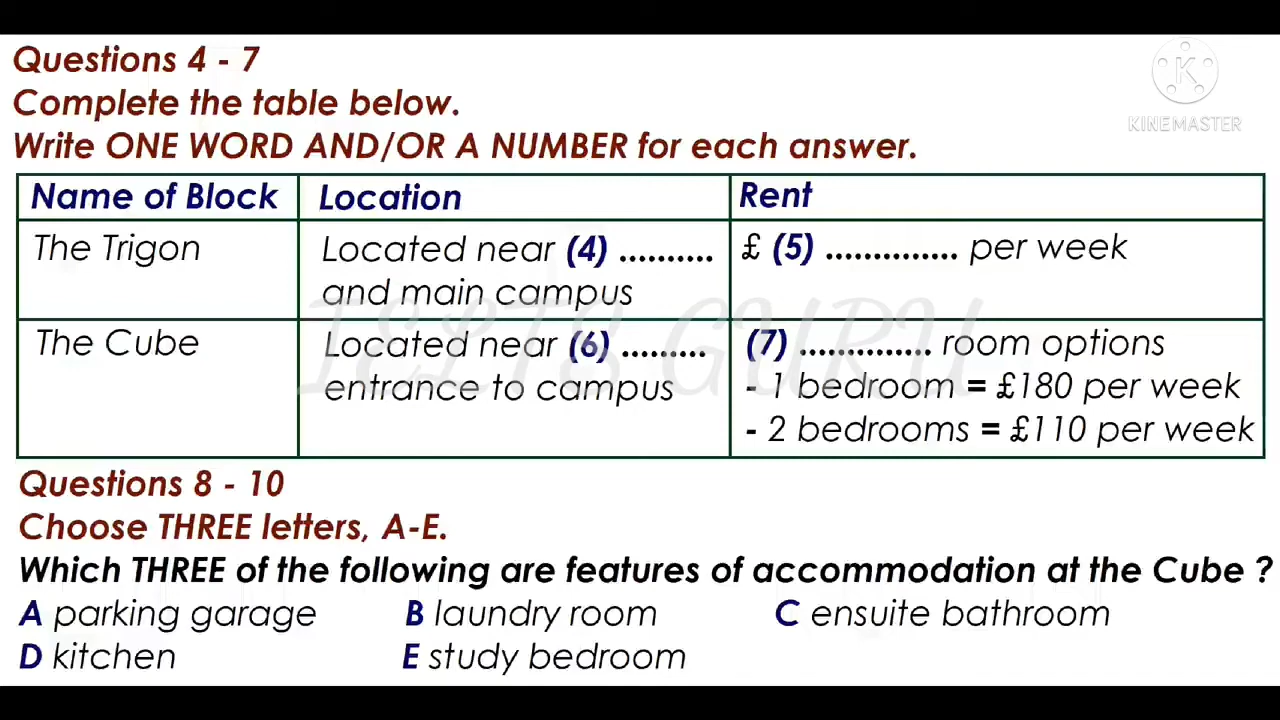 Questions 4 - 7
KINEMASTER
Complete the table below.
Write ONE WORD AND/OR A NUMBER for each answer.
Name of Block Location Rent
The Trigon Located near (4) .......... £ (5) .............. per week
and main campus
IELTS GURU
The Cube Located near (6) ......... (7) .............. room options
entrance to campus - 1 bedroom = £180 per week
- 2 bedrooms = £110 per week
Questions 8 - 10
Choose THREE letters, A-E.
Which THREE of the following are features of accommodation at the Cube ?
A parking garage B laundry room C ensuite bathroom
D kitchen E study bedroom